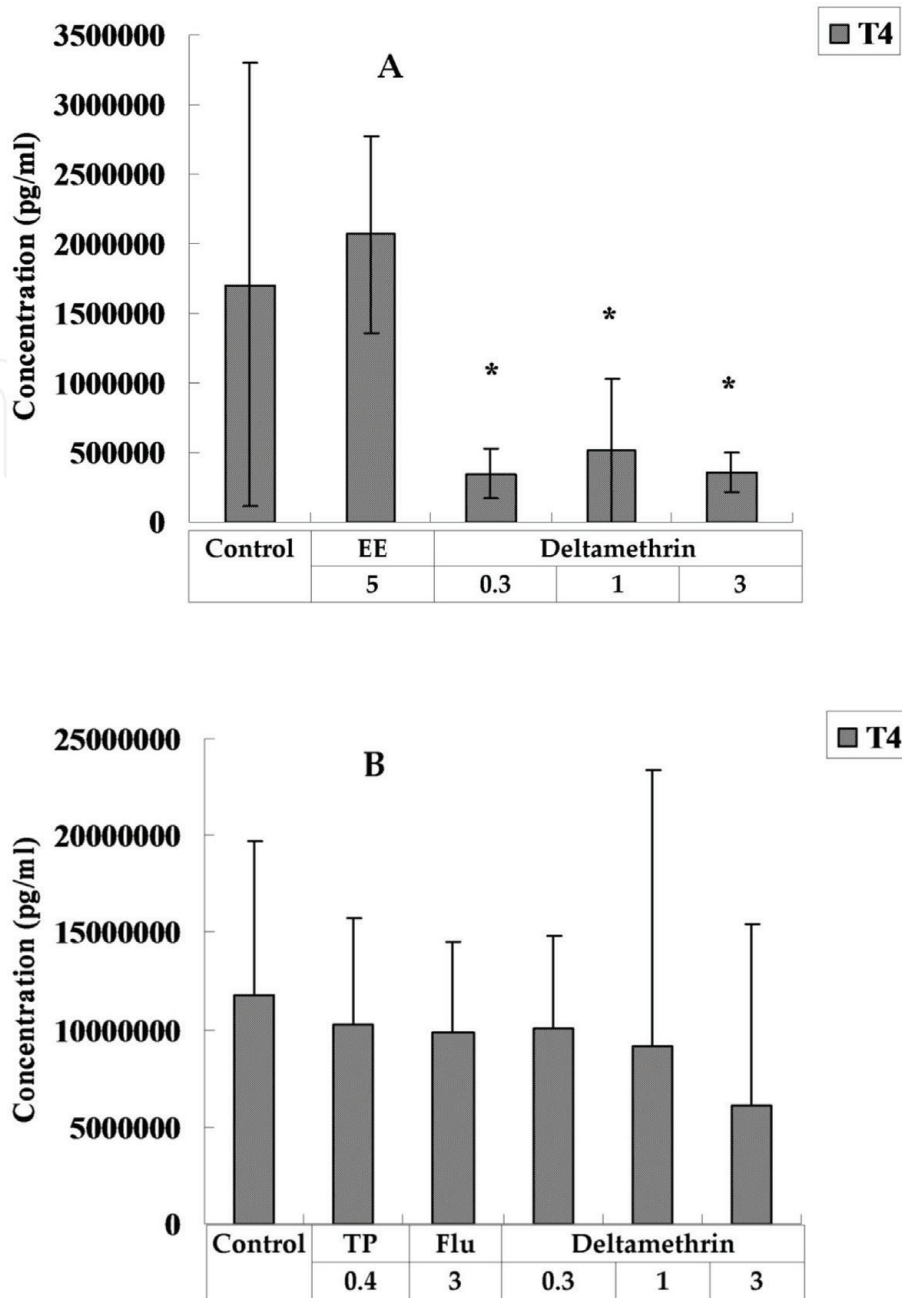 T4
A
3500000
3000000
2500000
2000000
1500000
1000000
500000
0
Concentration (pg/ml)
*
*
*
Control EE Deltamethrin
5 0.3 1 3
T4
B
25000000
20000000
15000000
10000000
5000000
0
Concentration (pg/ml)
Control TP Flu Deltamethrin
0.4 3 0.3 1 3